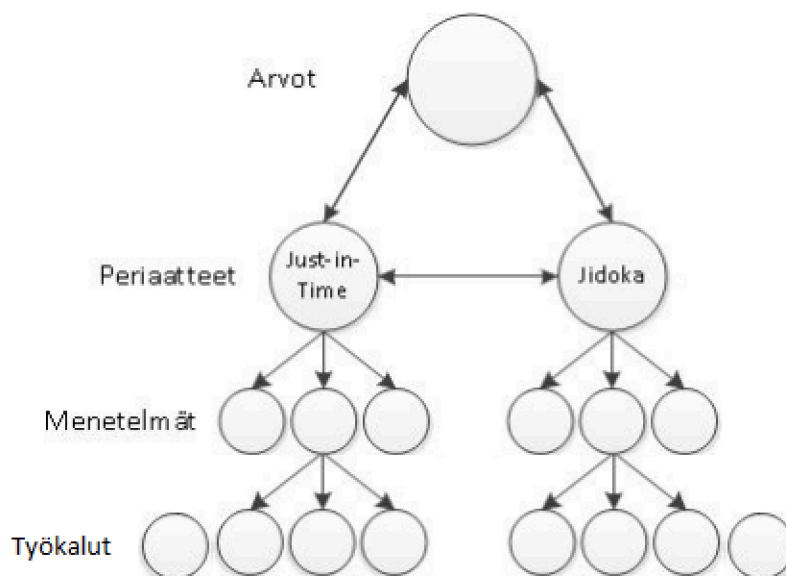 Arvot
Periaatteet
Just-in-
Time
Jidoka
Menetelmät
Työkalut